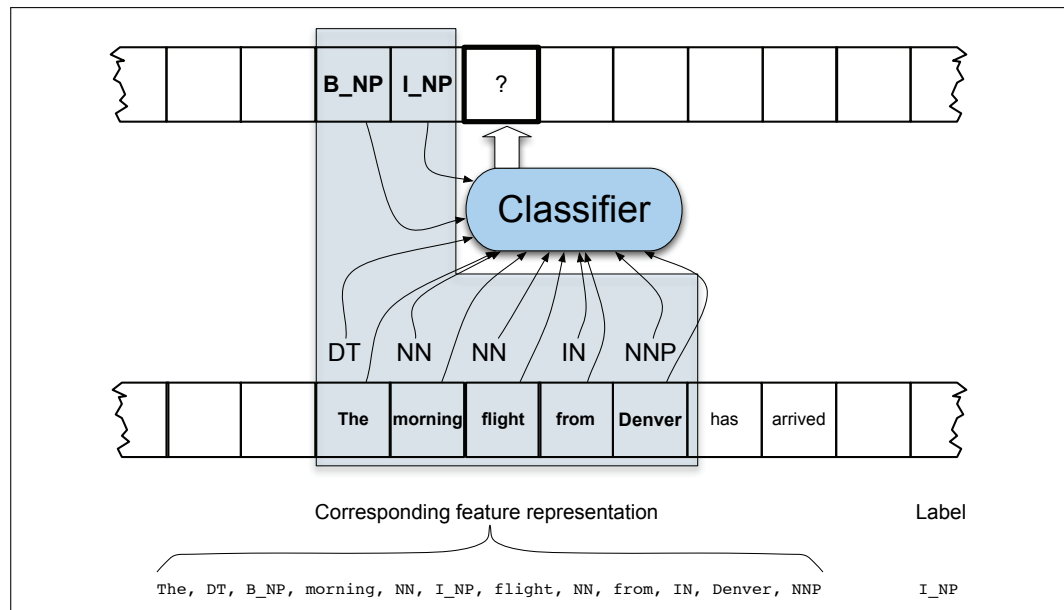 B_NP I_NP ?
Classifier
DT NN NN IN NNP
The morning flight from Denver has arrived
Corresponding feature representation Label
The, DT, B_NP, morning, NN, I_NP, flight, NN, from, IN, Denver, NNP I_NP